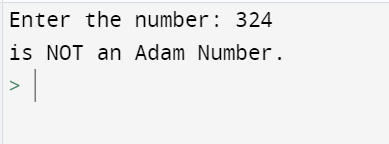 Enter the number: 324
is NOT an Adam Number.
>